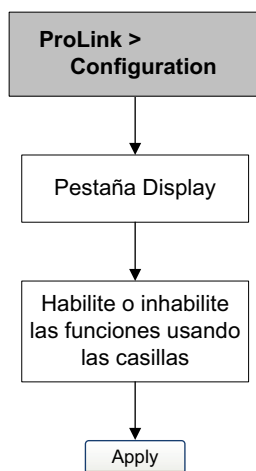 ProLink >
Configuration
Pestaña Display
Habilite o inhabilite
las funciones usando
las casillas
Apply